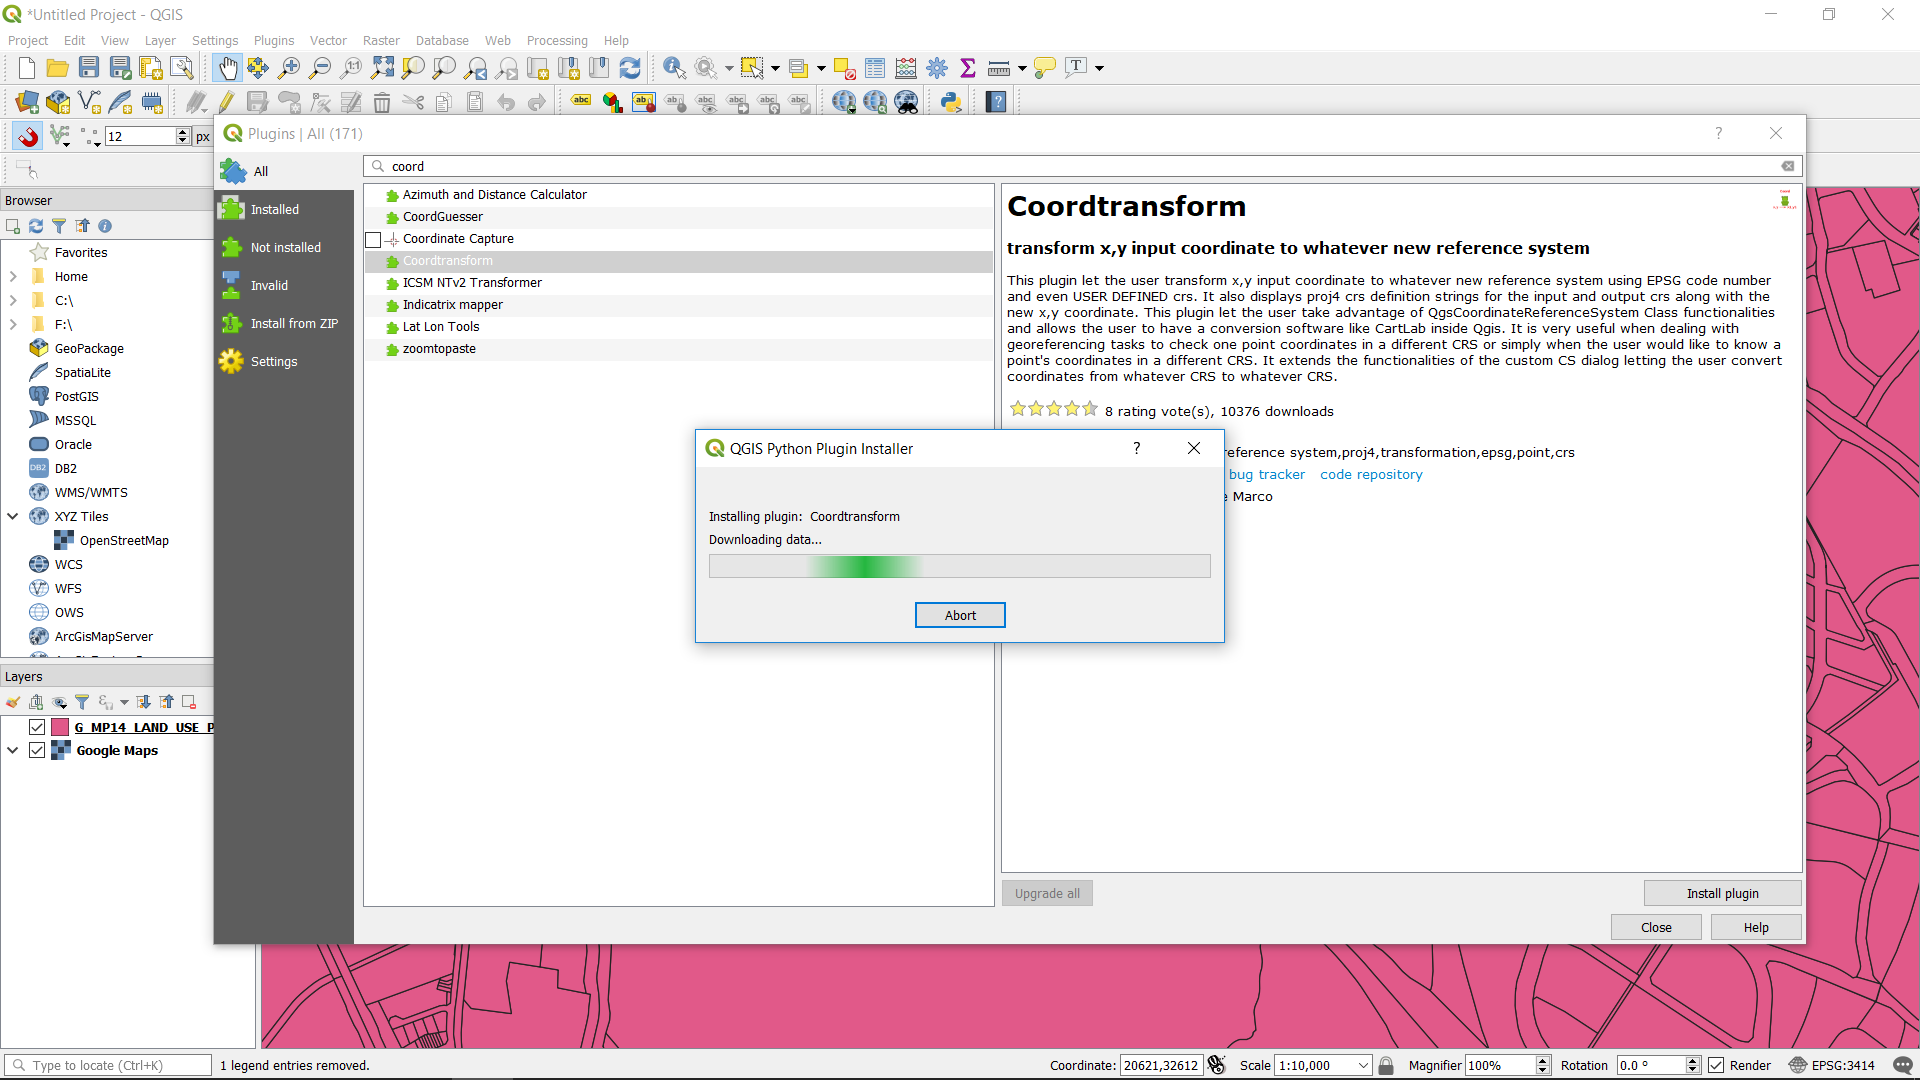 *Untitled Project - QGIS
Project Edit View Layer Settings Plugins Vector Raster Database Web Processing Help
12 px
Plugins | All (171)
?
All
coord
Installed
Not installed
Invalid
Install from ZIP
Settings
Azimuth and Distance Calculator
CoordGuesser
Coordinate Capture
Coordtransform
ICSM NTv2 Transformer
Indicatrix mapper
Lat Lon Tools
zoomtopaste
Coordtransform
transform x,y input coordinate to whatever new reference system
This plugin let the user transform x,y input coordinate to whatever new reference system using EPSG code number
and even USER DEFINED crs. It also displays proj4 crs definition strings for the input and output crs along with the
new x,y coordinate. This plugin let the user take advantage of QgsCoordinateReferenceSystem Class functionalities
and allows the user to have a conversion software like CartLab inside Qgis. It is very useful when dealing with
georeferencing tasks to check one point coordinates in a different CRS or simply when the user would like to know a
point's coordinates in a different CRS. It extends the functionalities of the custom CS dialog letting the user convert
coordinates from whatever CRS to whatever CRS.
8 rating vote(s), 10376 downloads
eference system,proj4,transformation,epsg,point,crs
bug tracker code repository
e Marco
QGIS Python Plugin Installer
?
Installing plugin: Coordtransform
Downloading data...
Abort
Upgrade all
Install plugin
Close
Help
Browser
Favorites
Home
C:\
F:\
GeoPackage
SpatiaLite
PostGIS
MSSQL
Oracle
DB2
WMS/WMTS
XYZ Tiles
OpenStreetMap
WCS
WFS
OWS
ArcGisMapServer
Layers
G_MP14_LAND_USE_P
Google Maps
Type to locate (Ctrl+K)
1 legend entries removed.
Coordinate: 20621,32612
Scale 1:10,000
Magnifier 100%
Rotation 0.0 °
Render
EPSG:3414